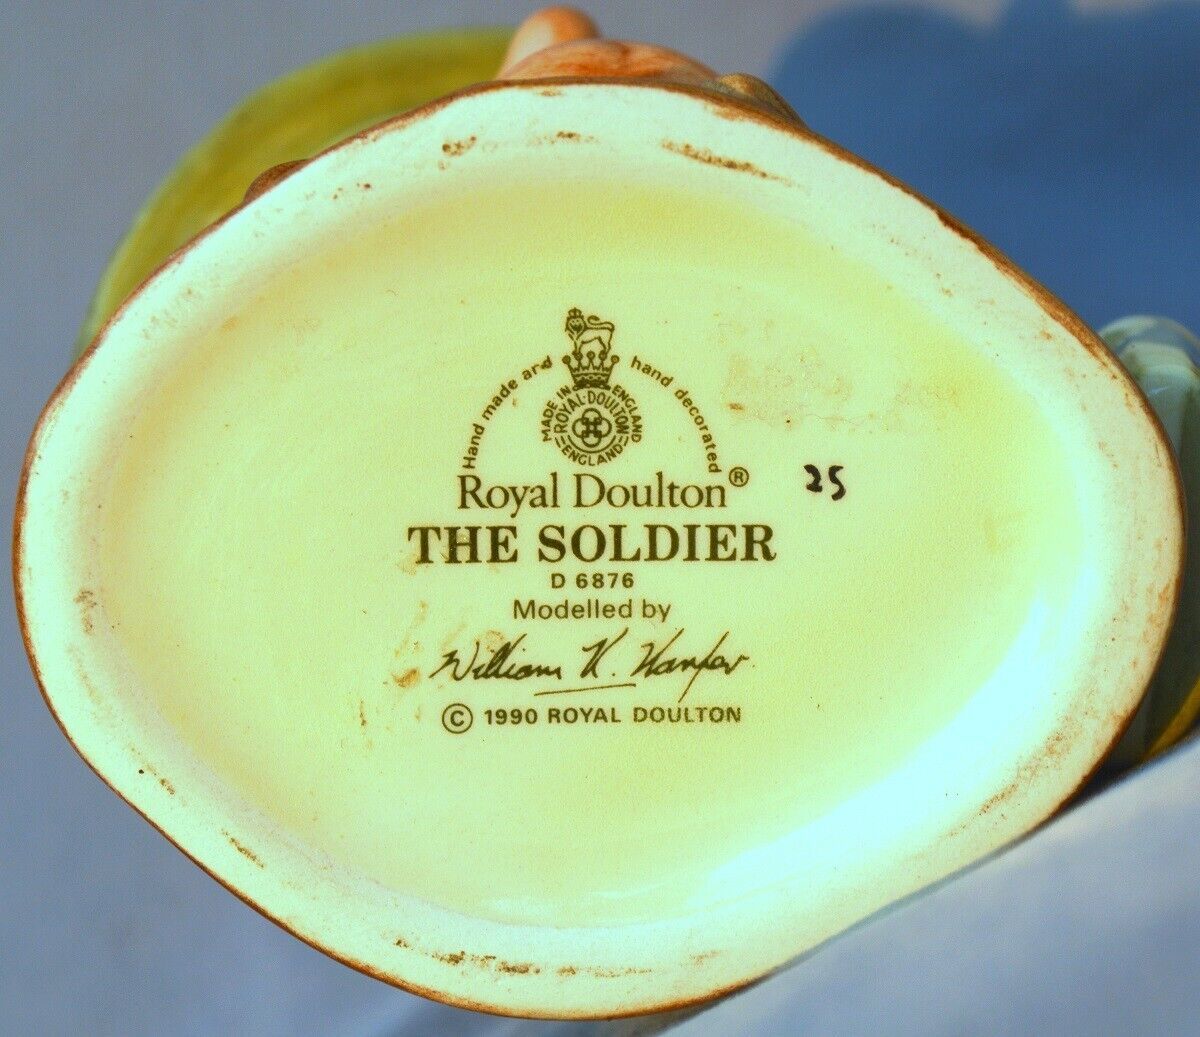 Hand made and hand decorated
MADE IN ENGLAND
ROYAL·DOULTON
ENGLAND
Royal Doulton®
25
THE SOLDIER
D 6876
Modelled by
William K. Harper
© 1990 ROYAL DOULTON